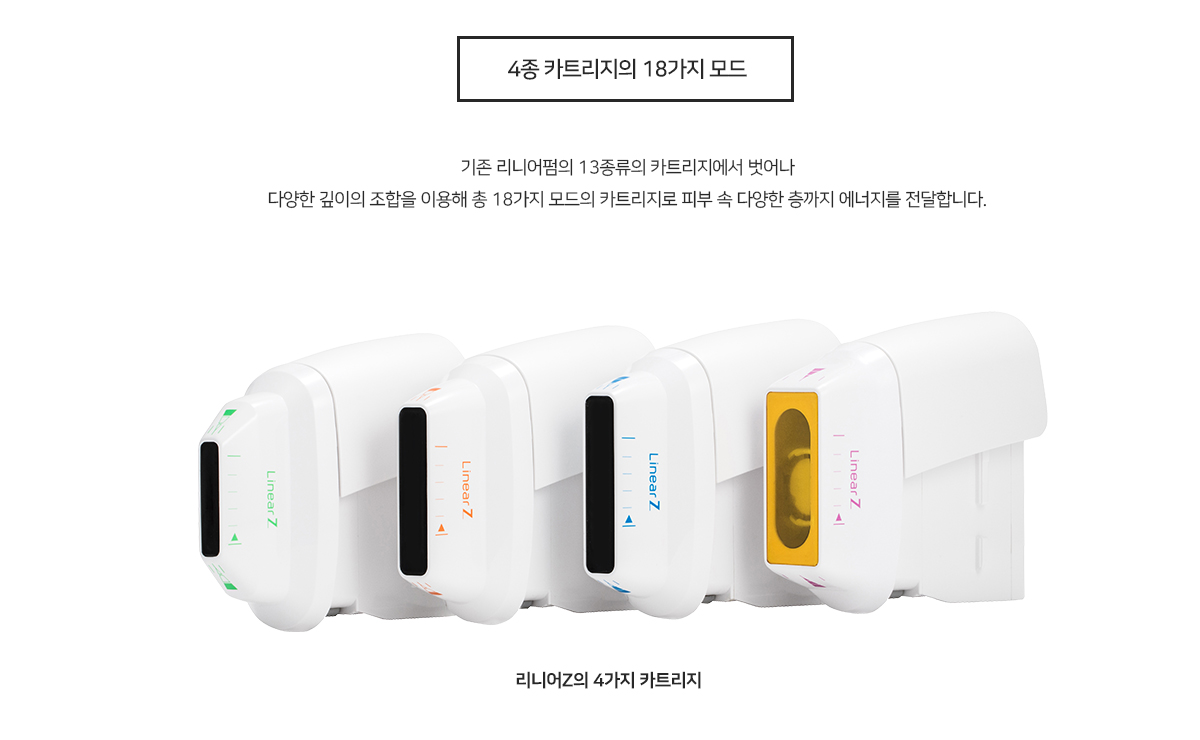 4종 카트리지의 18가지 모드
기존 리니어펌의 13종류의 카트리지에서 벗어나
다양한 깊이의 조합을 이용해 총 18가지 모드의 카트리지로 피부 속 다양한 층까지 에너지를 전달합니다.
Linear Z
Linear Z
Linear Z
Linear Z
리니어Z의 4가지 카트리지